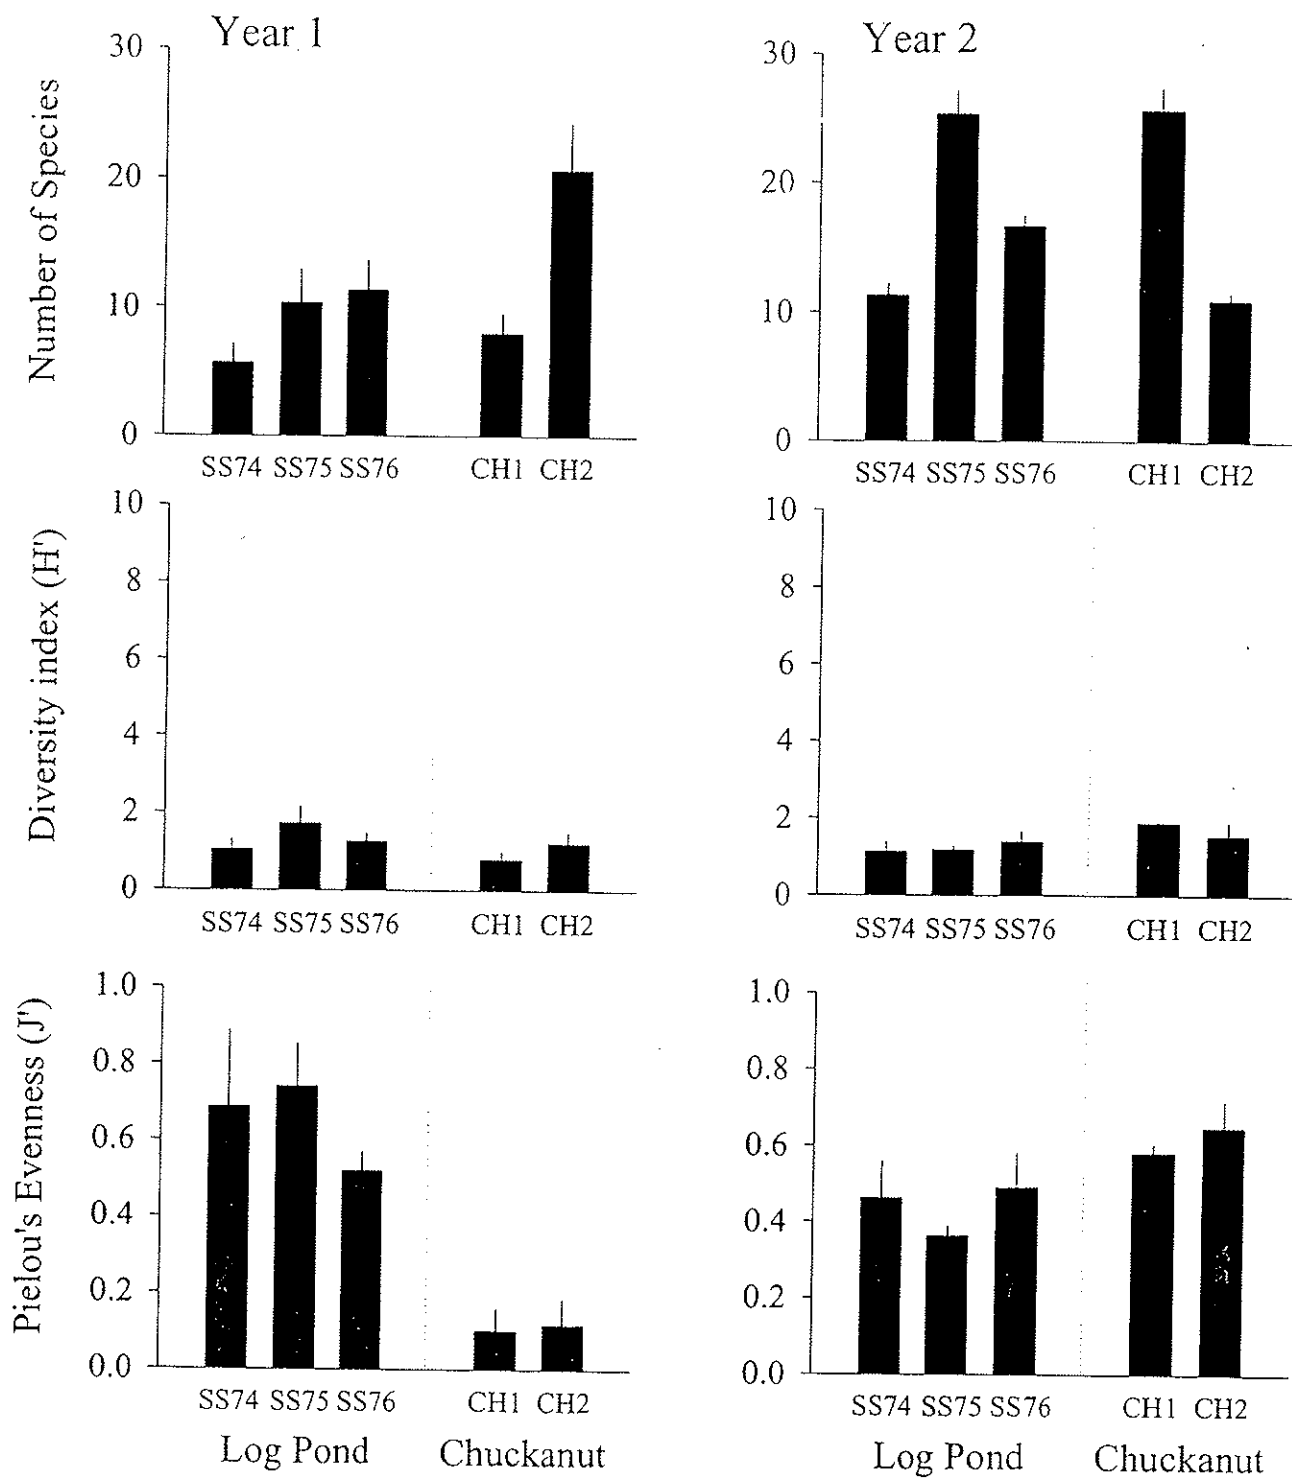 Year 1
Year 2
Number of Species
30
20
10
0
SS74 SS75 SS76 CH1 CH2
30
20
10
0
SS74 SS75 SS76 CH1 CH2
Diversity index (H')
10
8
6
4
2
0
SS74 SS75 SS76 CH1 CH2
10
8
6
4
2
0
SS74 SS75 SS76 CH1 CH2
Pielou's Evenness (J')
1.0
0.8
0.6
0.4
0.2
0.0
SS74 SS75 SS76 CH1 CH2
Log Pond Chuckanut
1.0
0.8
0.6
0.4
0.2
0.0
SS74 SS75 SS76 CH1 CH2
Log Pond Chuckanut